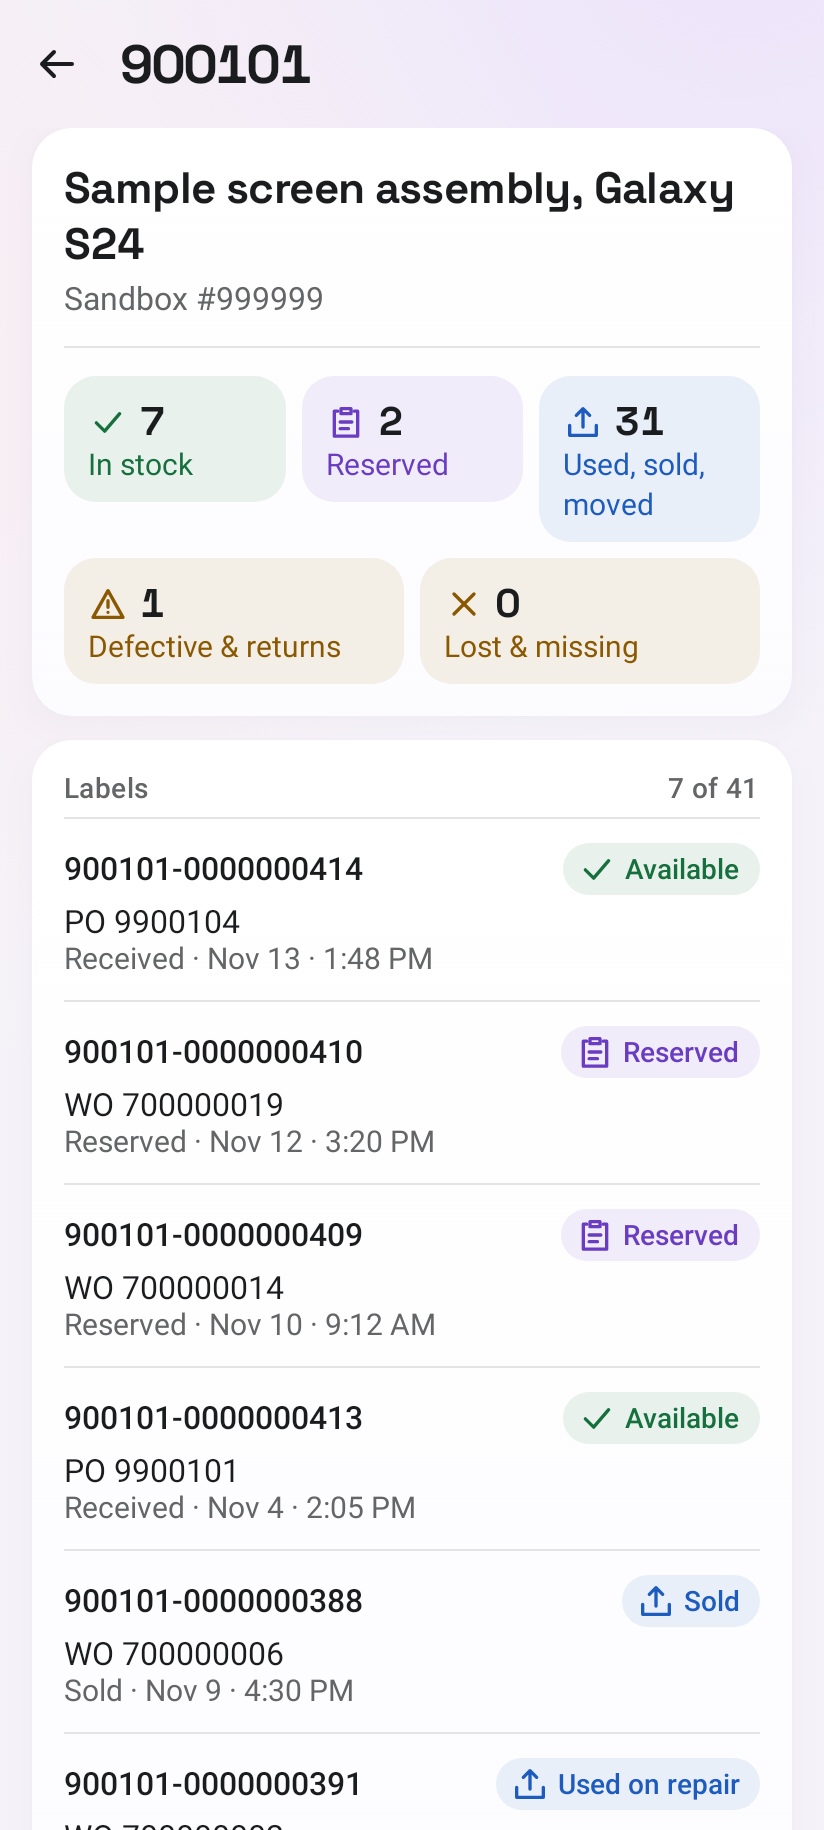 900101
Sample screen assembly, Galaxy
S24
Sandbox #999999
7
In stock
2
Reserved
31
Used, sold,
moved
1
Defective & returns
0
Lost & missing
Labels 7 of 41
900101-0000000414 Available
PO 9900104
Received · Nov 13 · 1:48 PM
900101-0000000410 Reserved
WO 700000019
Reserved · Nov 12 · 3:20 PM
900101-0000000409 Reserved
WO 700000014
Reserved · Nov 10 · 9:12 AM
900101-0000000413 Available
PO 9900101
Received · Nov 4 · 2:05 PM
900101-0000000388 Sold
WO 700000006
Sold · Nov 9 · 4:30 PM
900101-0000000391 Used on repair